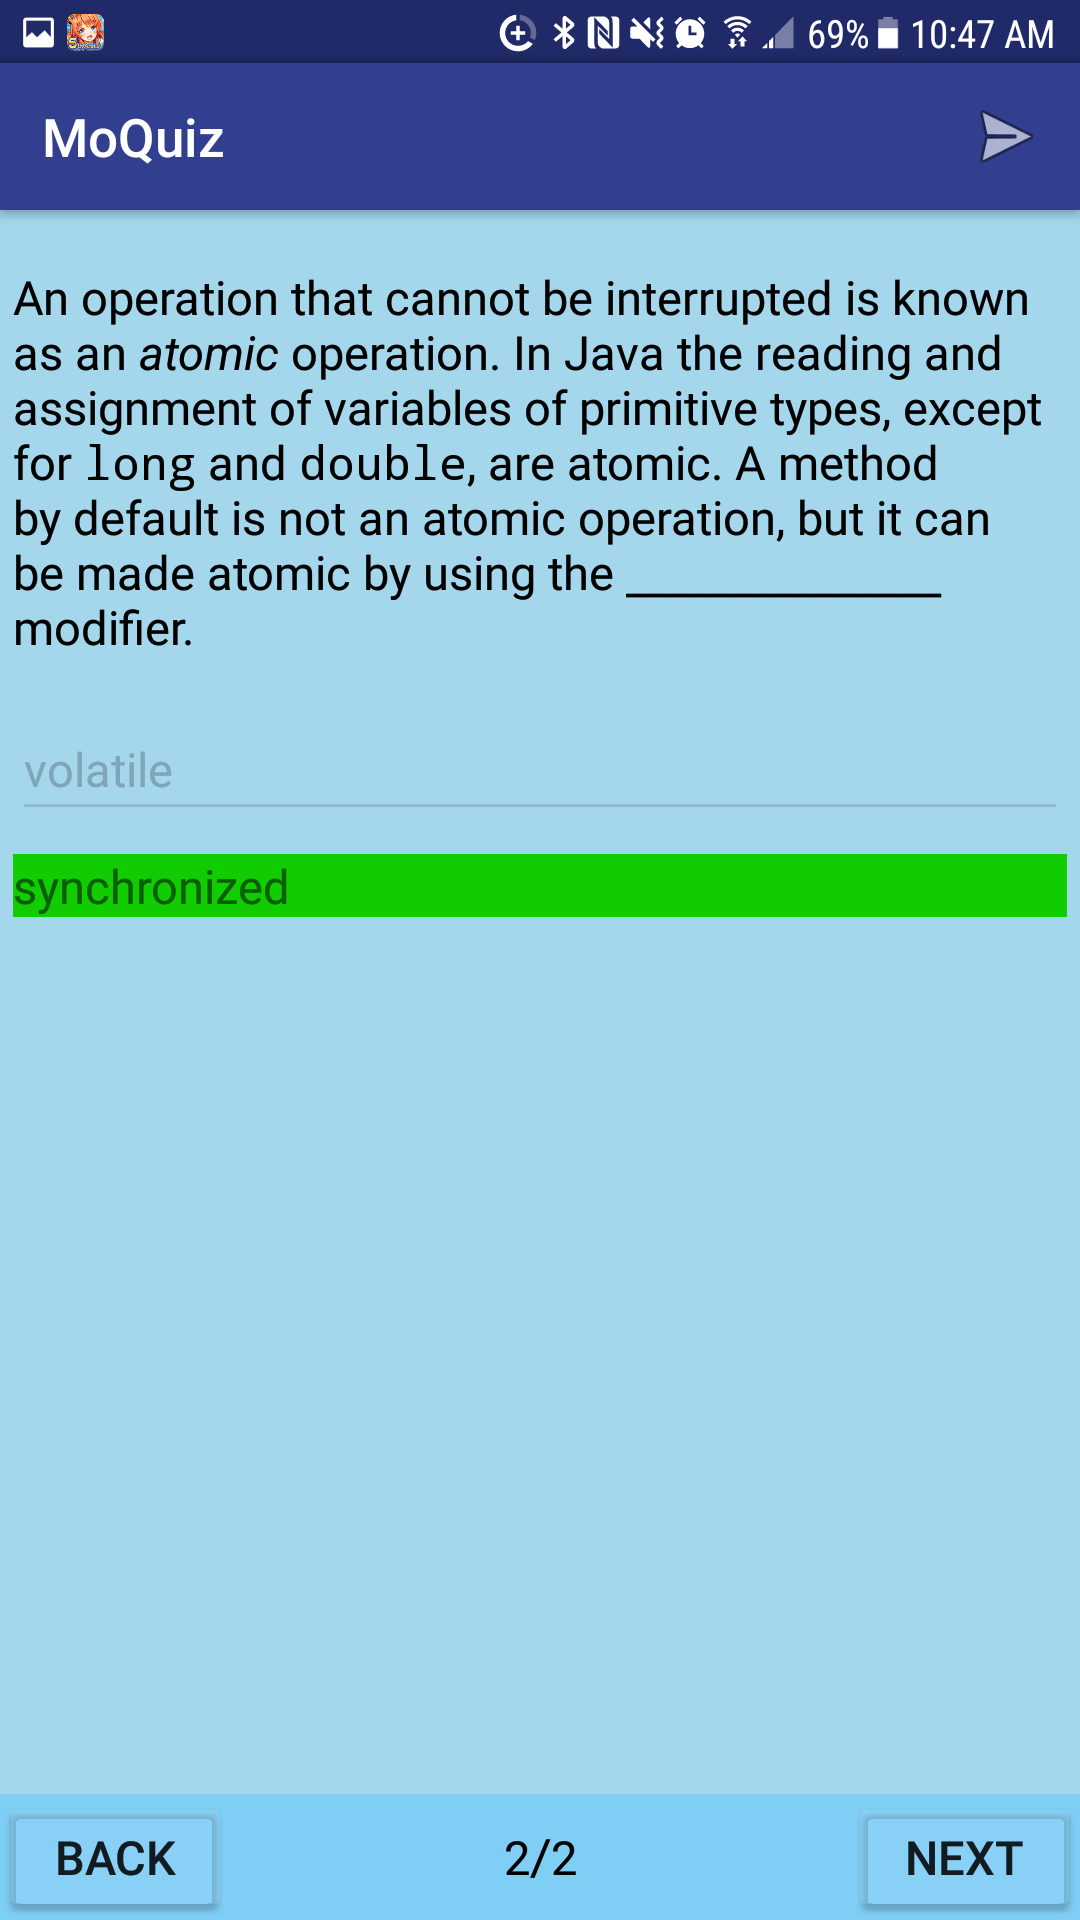 69% 10:47 AM
MoQuiz
An operation that cannot be interrupted is known
as an atomic operation. In Java the reading and
assignment of variables of primitive types, except
for long and double, are atomic. A method
by default is not an atomic operation, but it can
be made atomic by using the _______________
modifier.
volatile
synchronized
BACK 2/2 NEXT